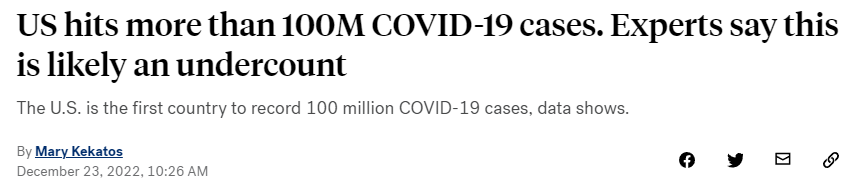 US hits more than 100M COVID-19 cases. Experts say this
is likely an undercount
The U.S. is the first country to record 100 million COVID-19 cases, data shows.
By Mary Kekatos
December 23, 2022, 10:26 AM